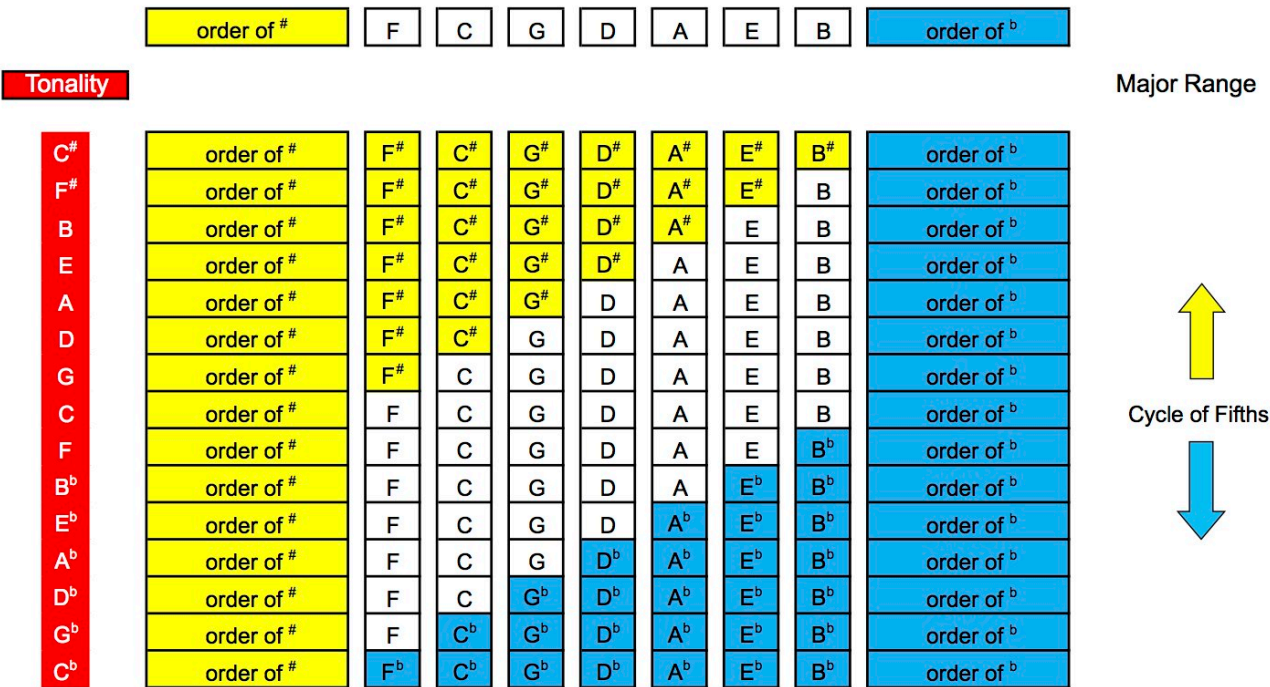 order of # F C G D A E B order of b
Tonality Major Range
C# order of # F# C# G# D# A# E# B# order of b
F# order of # F# C# G# D# A# E# B order of b
B order of # F# C# G# D# A# E B order of b
E order of # F# C# G# D# A E B order of b
A order of # F# C# G# D A E B order of b
D order of # F# C# G D A E B order of b
G order of # F# C G D A E B order of b
C order of # F C G D A E B order of b Cycle of Fifths
F order of # F C G D A E Bb order of b
Bb order of # F C G D A Eb Bb order of b
Eb order of # F C G D Ab Eb Bb order of b
Ab order of # F C G Db Ab Eb Bb order of b
Db order of # F C Gb Db Ab Eb Bb order of b
Gb order of # F Cb Gb Db Ab Eb Bb order of b
Cb order of # Fb Cb Gb Db Ab Eb Bb order of b